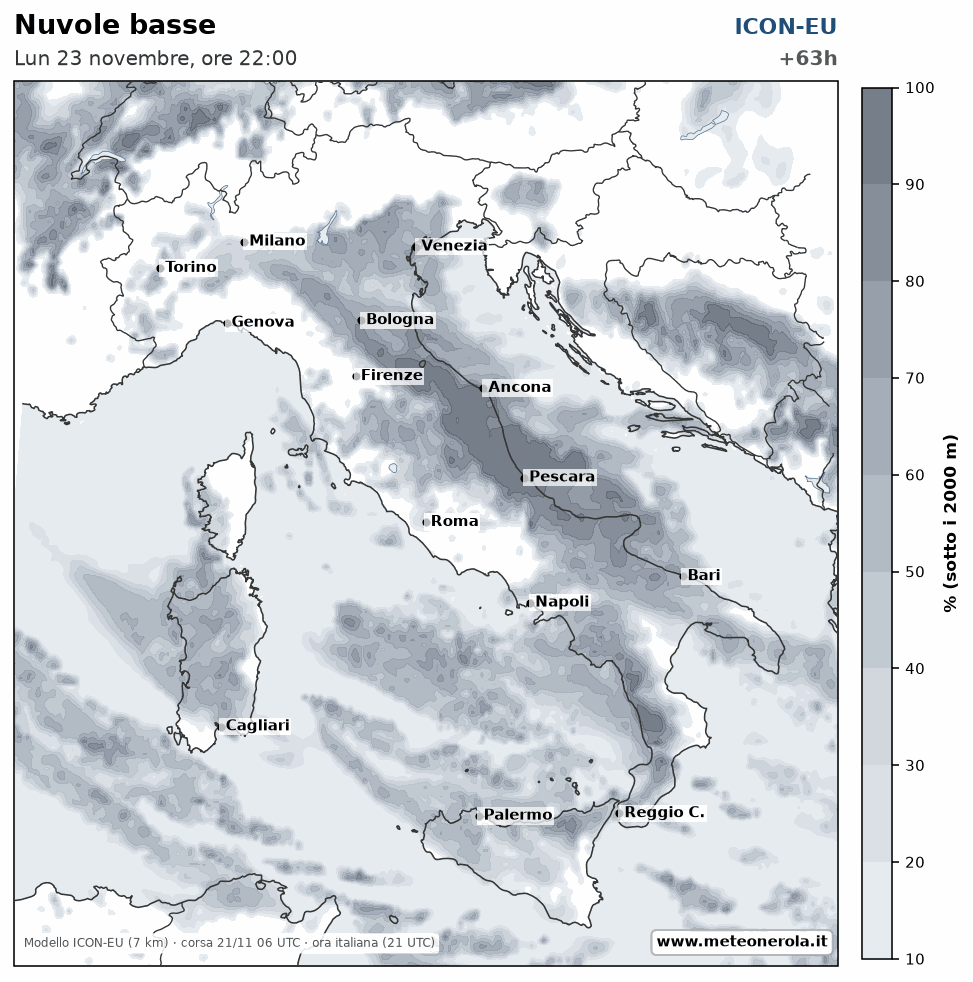 Nuvole basse
ICON-EU
Lun 23 novembre, ore 22:00
+63h
Milano
Venezia
Torino
Genova
Bologna
Firenze
Ancona
Pescara
Roma
Bari
Napoli
Cagliari
Palermo
Reggio C.
100
90
80
70
60
50
40
30
20
10
% (sotto i 2000 m)
Modello ICON-EU (7 km) · corsa 21/11 06 UTC · ora italiana (21 UTC)
www.meteonerola.it